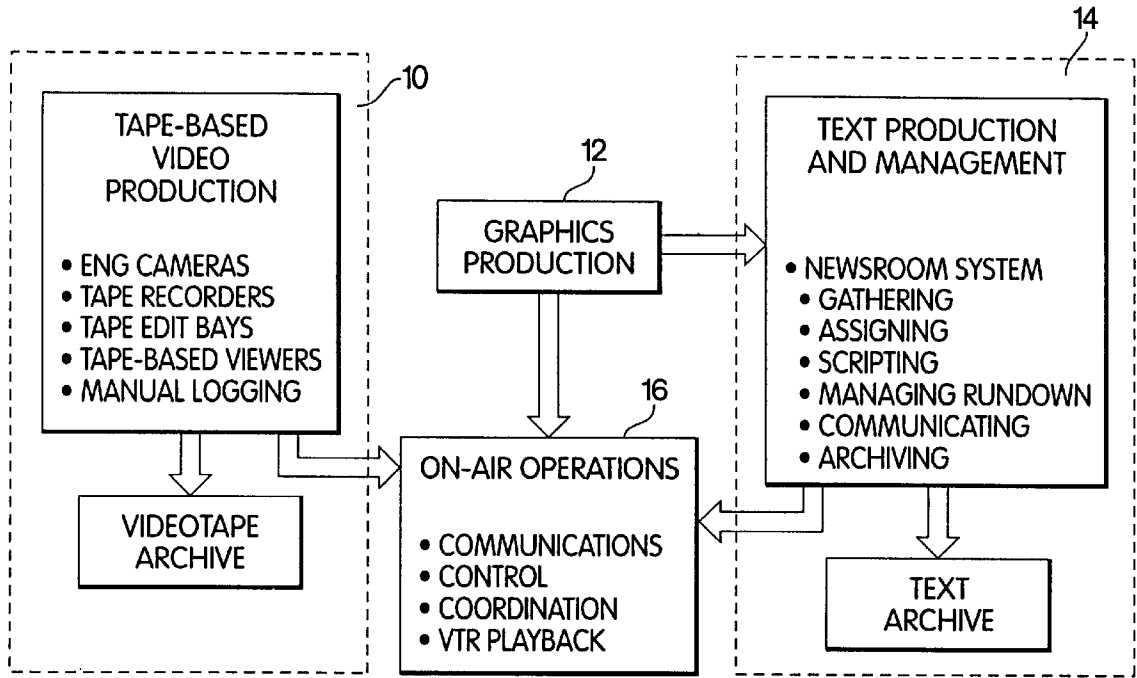 10
TAPE-BASED
VIDEO
PRODUCTION
• ENG CAMERAS
• TAPE RECORDERS
• TAPE EDIT BAYS
• TAPE-BASED VIEWERS
• MANUAL LOGGING
VIDEOTAPE
ARCHIVE
12
GRAPHICS
PRODUCTION
16
ON-AIR OPERATIONS
• COMMUNICATIONS
• CONTROL
• COORDINATION
• VTR PLAYBACK
14
TEXT PRODUCTION
AND MANAGEMENT
• NEWSROOM SYSTEM
• GATHERING
• ASSIGNING
• SCRIPTING
• MANAGING RUNDOWN
• COMMUNICATING
• ARCHIVING
TEXT
ARCHIVE